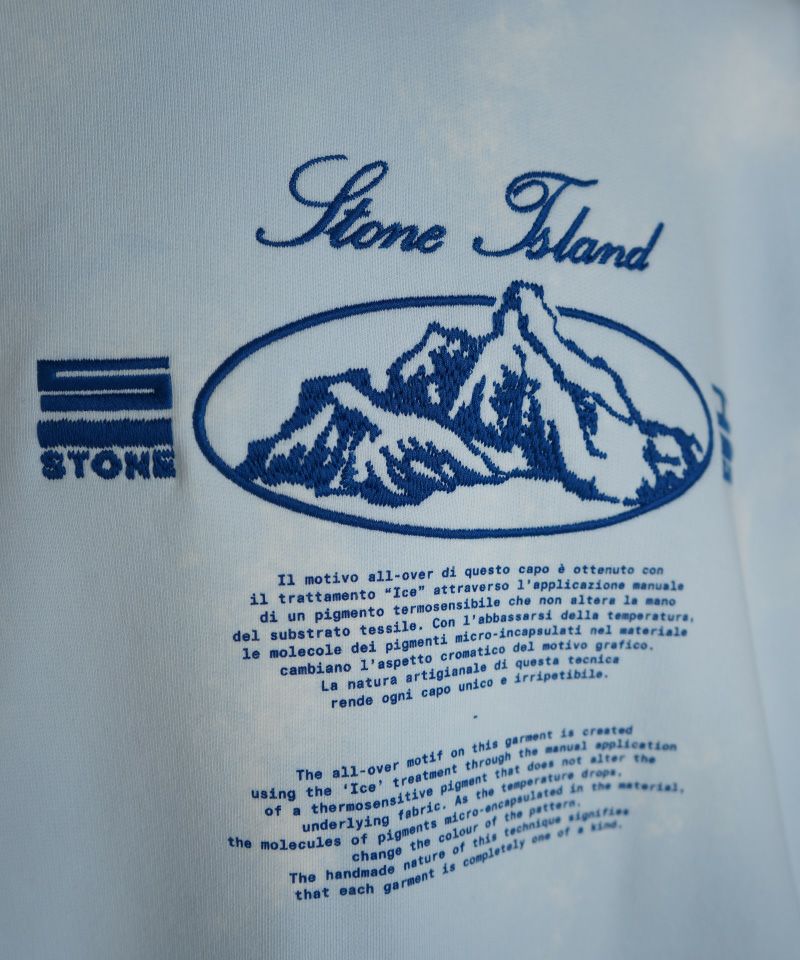 Stone Island
STONE
Il motivo all-over di questo capo è ottenuto con
il trattamento “Ice” attraverso l'applicazione manuale
di un pigmento termosensibile che non altera la mano
del substrato tessile. Con l'abbassarsi della temperatura,
le molecole dei pigmenti micro-incapsulati nel materiale
cambiano l'aspetto cromatico del motivo grafico.
La natura artigianale di questa tecnica
rende ogni capo unico e irripetibile.
The all-over motif on this garment is created
using the ‘Ice’ treatment through the manual application
of a thermosensitive pigment that does not alter the
underlying fabric. As the temperature drops,
the molecules of pigments micro-encapsulated in the material,
change the colour of the pattern.
The handmade nature of this technique signifies
that each garment is completely one of a kind.